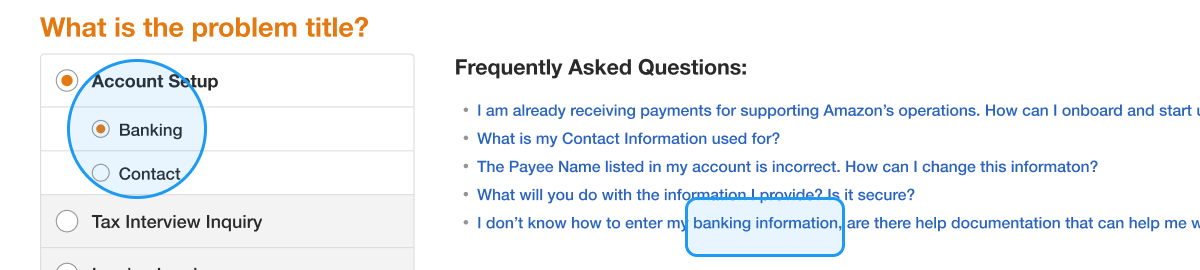 What is the problem title?
Account Setup
Banking
Contact
Tax Interview Inquiry
Frequently Asked Questions:
• I am already receiving payments for supporting Amazon’s operations. How can I onboard and start
• What is my Contact Information used for?
• The Payee Name listed in my account is incorrect. How can I change this informaton?
• What will you do with the information I provide? Is it secure?
• I don’t know how to enter my banking information, are there help documentation that can help me